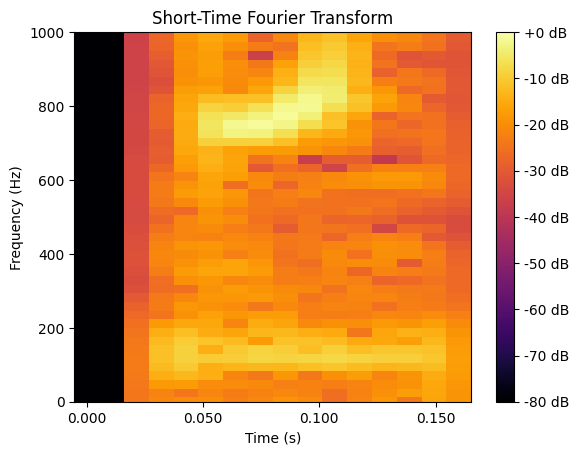 Short-Time Fourier Transform
Frequency (Hz)
1000
800
600
400
200
0
0.000
0.050
0.100
0.150
Time (s)
+0 dB
-10 dB
-20 dB
-30 dB
-40 dB
-50 dB
-60 dB
-70 dB
-80 dB